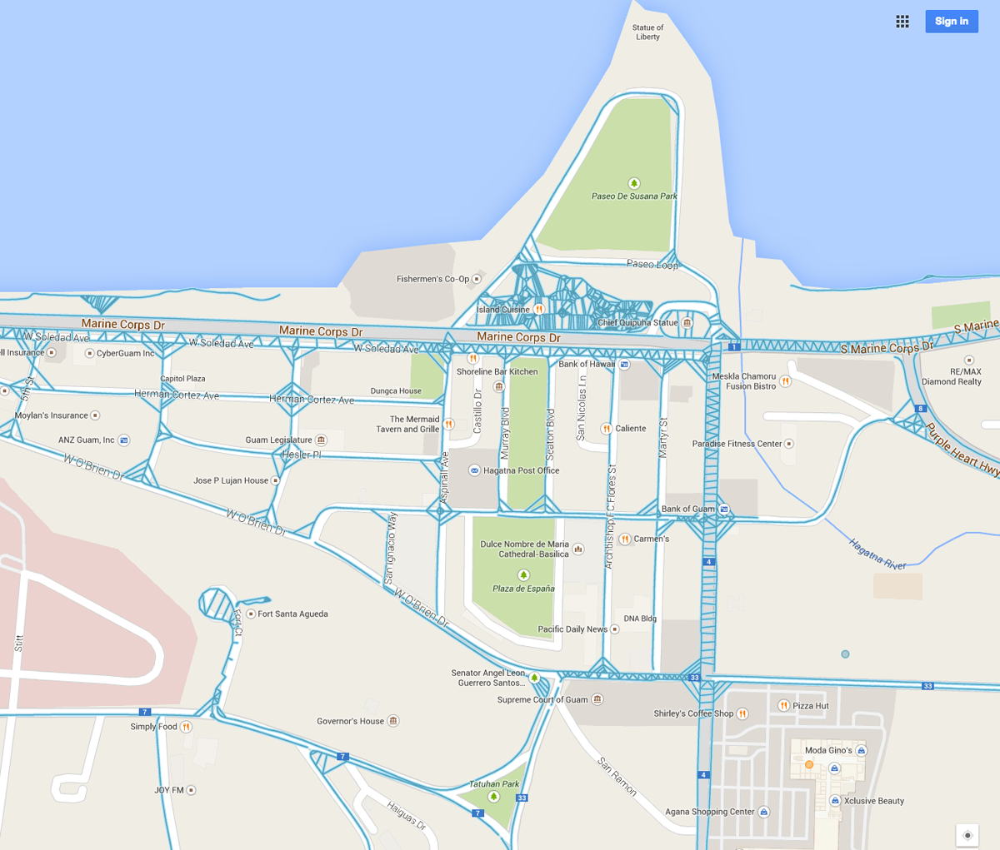 Statue of
Liberty
Sign in
Paseo De Susana Park
Paseo Loop
Fishermen's Co-Op
Island Cuisine
Chief Quipuha Statue
Marine Corps Dr
Marine Corps Dr
Marine Corps Dr
S Marine
S Marine Corps Dr
1
W Soledad Ave
W Soledad Ave
W Soledad Ave
ll Insurance
CyberGuam Inc
Capitol Plaza
5th St
Herman Cortez Ave
Herman Cortez Ave
Dungca House
Shoreline Bar Kitchen
Bank of Hawaii
Meskla Chamoru
Fusion Bistro
RE/MAX
Diamond Realty
8
Moylan's Insurance
The Mermaid
Tavern and Grille
Castillo Dr
Murray Blvd
Scaton Blvd
San Nicolas Ln
Caliente
Martyr St
ANZ Guam, Inc
Guam Legislature
Hesler Pl
Paradise Fitness Center
Purple Heart Hwy
W O'Brien Dr
Jose P Lujan House
Aspinall Ave
Hagatna Post Office
Archbishop F.C. Flores St
Bank of Guam
W O'Brien Dr
San Ignacio Way
Dulce Nombre de Maria
Cathedral-Basilica
Carmen's
Hagatna River
4
Plaza de España
W O'Brien Dr
Fort Santa Agueda
Fort Ct
Pacific Daily News
DNA Bldg
Stitt
Senator Angel Leon
Guerrero Santos...
33
33
Supreme Court of Guam
7
Governor's House
Shirley's Coffee Shop
Pizza Hut
Simply Food
7
Moda Gino's
San Ramon
4
JOY FM
Tatuhan Park
33
7
Haiguas Dr
Agana Shopping Center
Xclusive Beauty